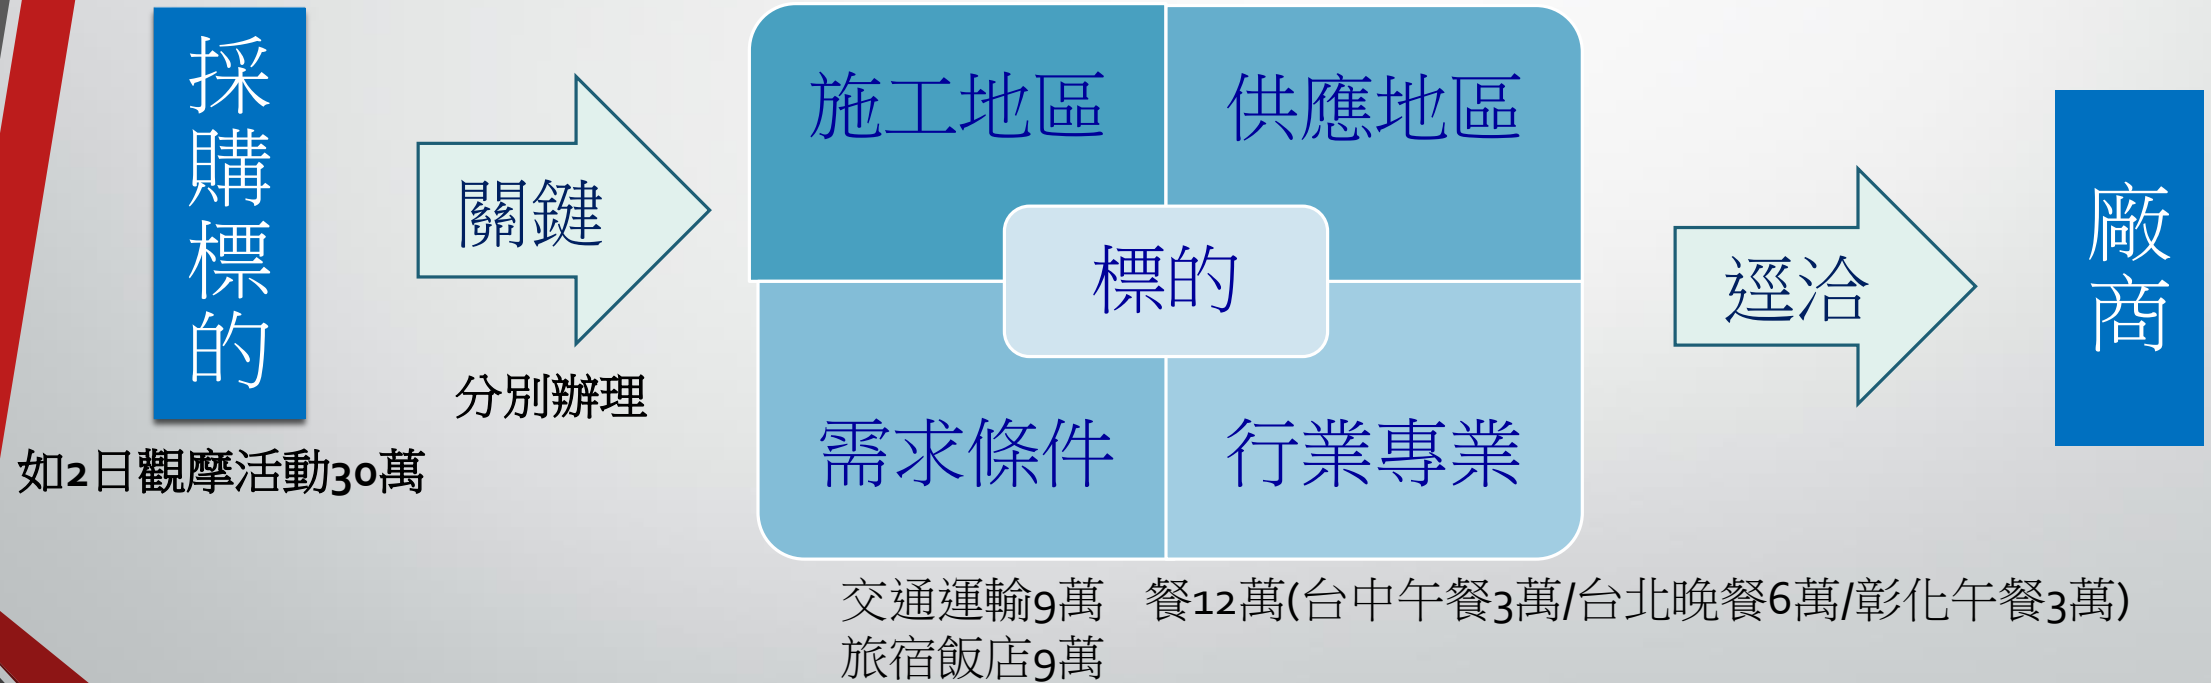 採購標的
如2日觀摩活動30萬
關鍵
分別辦理
施工地區
供應地區
標的
需求條件
行業專業
逕洽
廠商
交通運輸9萬 餐12萬(台中午餐3萬/台北晚餐6萬/彰化午餐3萬)
旅宿飯店9萬